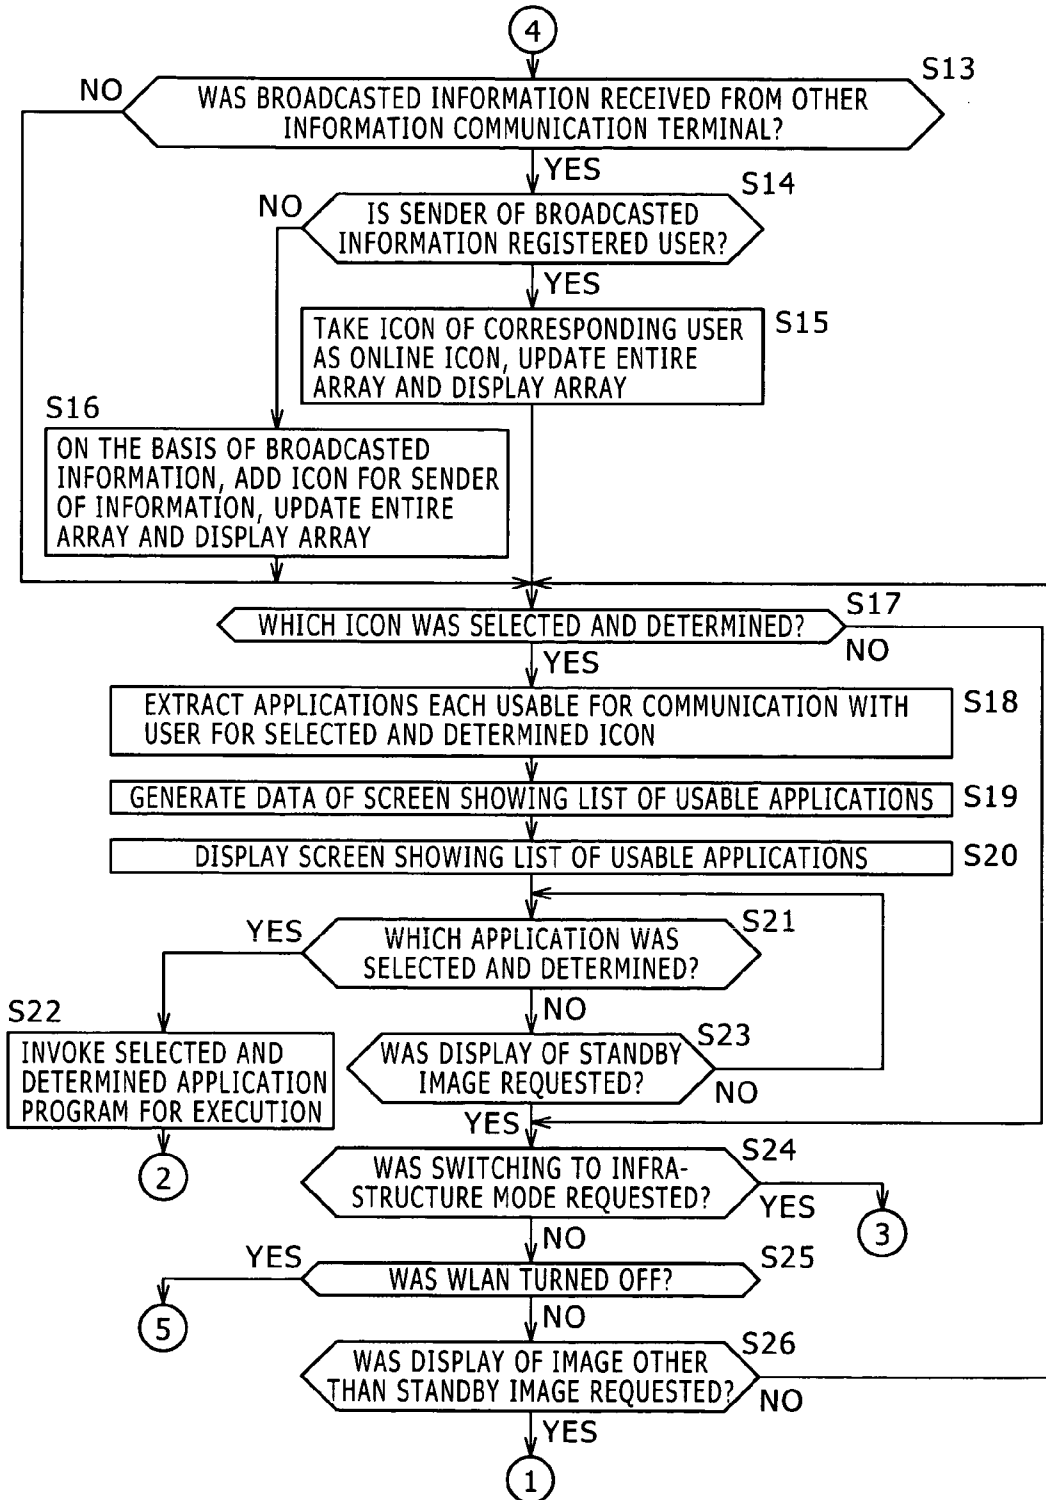 4
S13
NO
WAS BROADCASTED INFORMATION RECEIVED FROM OTHER
INFORMATION COMMUNICATION TERMINAL?
YES
S14
NO
IS SENDER OF BROADCASTED
INFORMATION REGISTERED USER?
YES
S15
TAKE ICON OF CORRESPONDING USER
AS ONLINE ICON, UPDATE ENTIRE
ARRAY AND DISPLAY ARRAY
S16
ON THE BASIS OF BROADCASTED
INFORMATION, ADD ICON FOR SENDER
OF INFORMATION, UPDATE ENTIRE
ARRAY AND DISPLAY ARRAY
S17
WHICH ICON WAS SELECTED AND DETERMINED?
NO
YES
S18
EXTRACT APPLICATIONS EACH USABLE FOR COMMUNICATION WITH
USER FOR SELECTED AND DETERMINED ICON
GENERATE DATA OF SCREEN SHOWING LIST OF USABLE APPLICATIONS
S19
DISPLAY SCREEN SHOWING LIST OF USABLE APPLICATIONS
S20
S21
YES
WHICH APPLICATION WAS
SELECTED AND DETERMINED?
NO
S22
INVOKE SELECTED AND
DETERMINED APPLICATION
PROGRAM FOR EXECUTION
2
S23
WAS DISPLAY OF STANDBY
IMAGE REQUESTED?
NO
YES
S24
WAS SWITCHING TO INFRA-
STRUCTURE MODE REQUESTED?
YES
3
NO
S25
YES
WAS WLAN TURNED OFF?
5
NO
S26
WAS DISPLAY OF IMAGE OTHER
THAN STANDBY IMAGE REQUESTED?
NO
YES
1